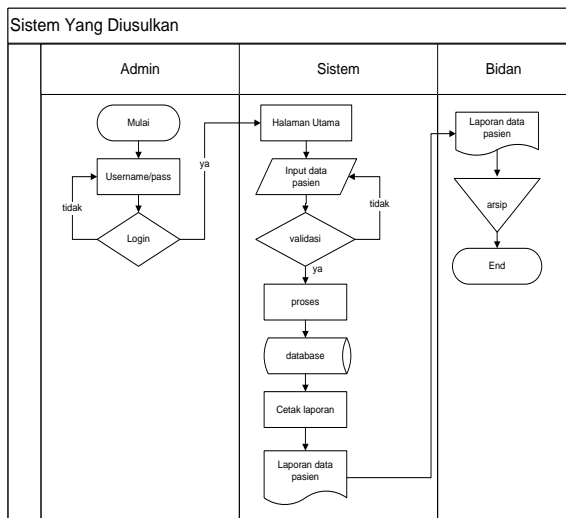 Sistem Yang Diusulkan
Admin
Sistem
Bidan
Mulai
Username/pass
tidak
Login
ya
Halaman Utama
Input data
pasien
tidak
validasi
ya
proses
database
Cetak laporan
Laporan data
pasien
Laporan data
pasien
arsip
End